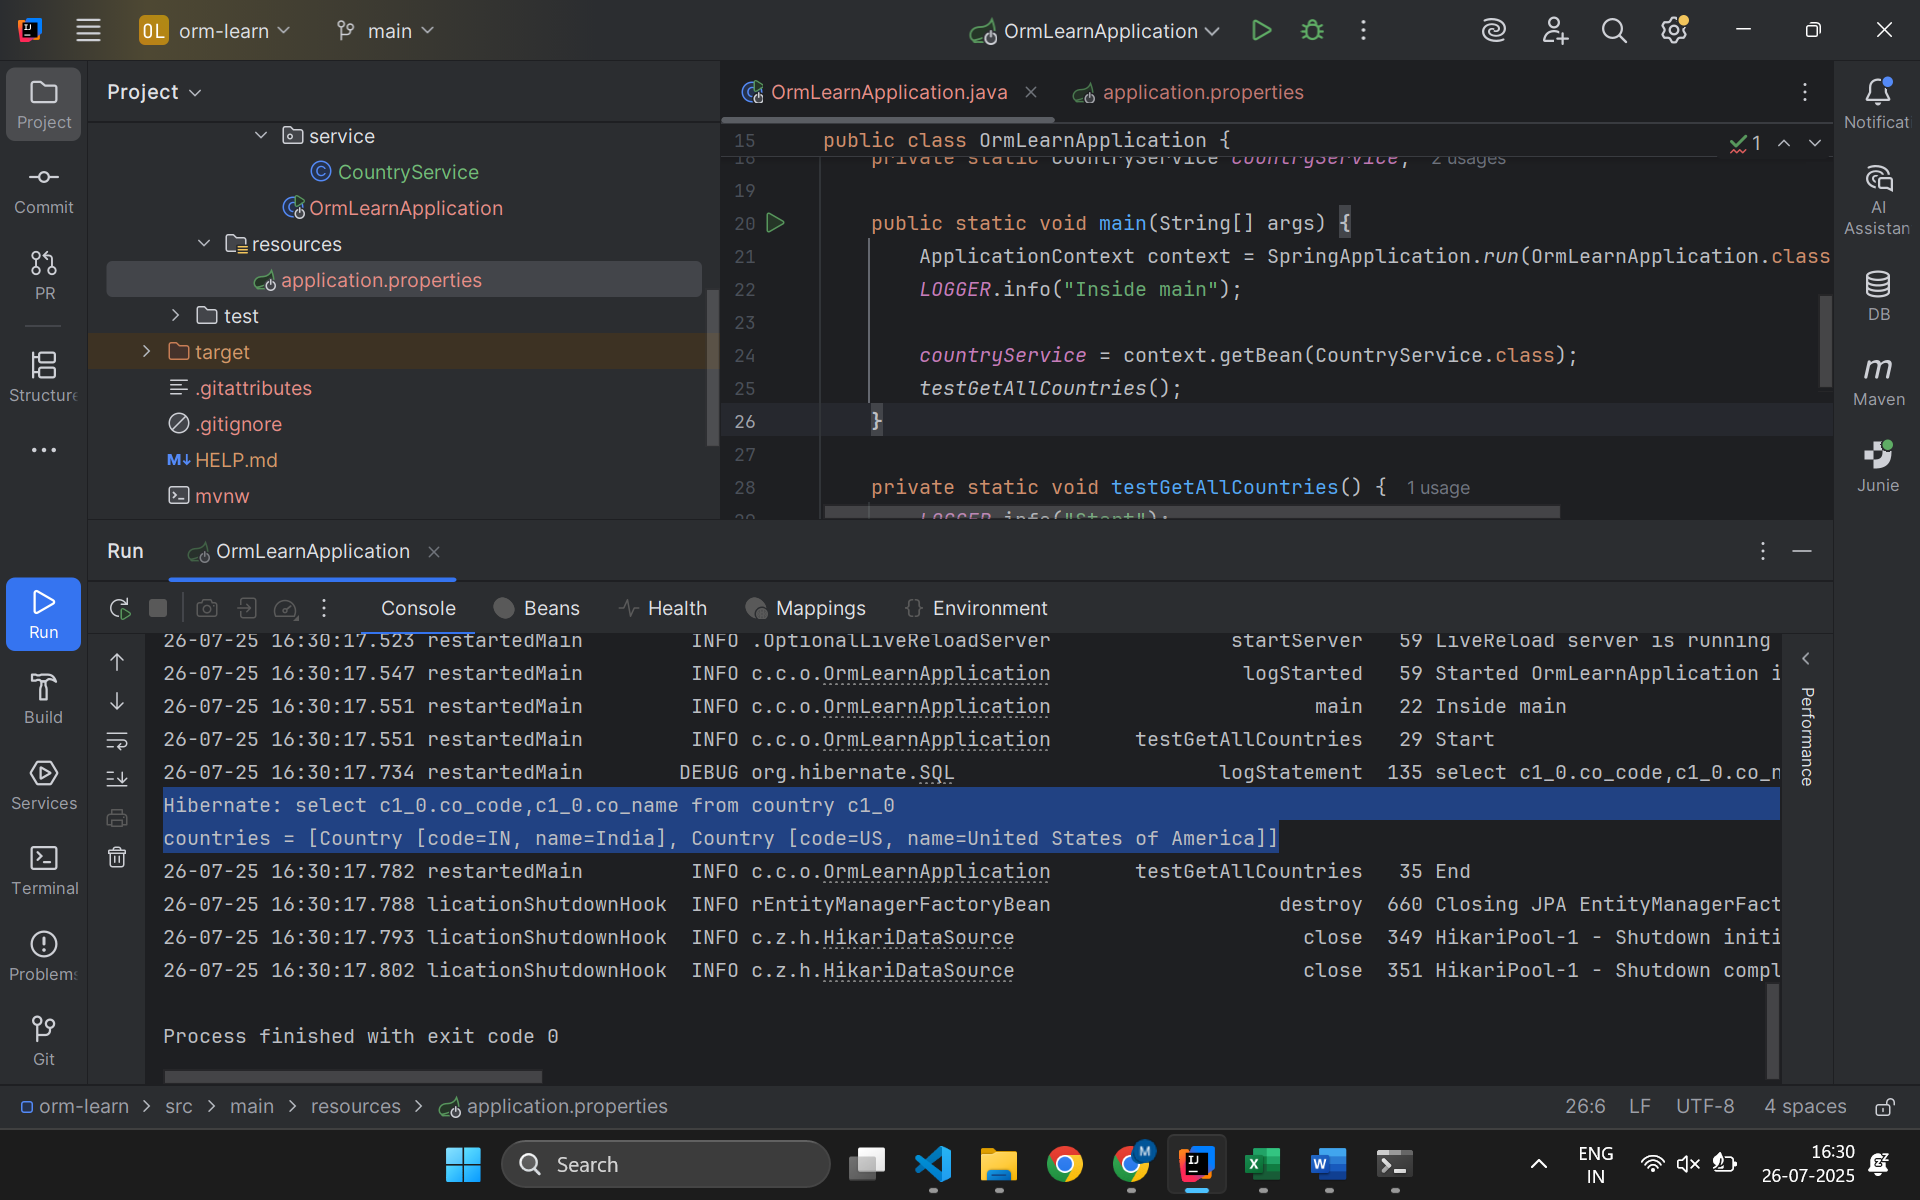 OL orm-learn
main
OrmLearnApplication
Project
Commit
PR
Structure
Run
Build
Services
Terminal
Problems
Git
Project
service
CountryService
OrmLearnApplication
resources
application.properties
test
target
.gitattributes
.gitignore
M↓ HELP.md
mvnw
OrmLearnApplication.java
application.properties
1
15 public class OrmLearnApplication {
18 private static CountryService countryService; 2 usages
19
20 public static void main(String[] args) {
21 ApplicationContext context = SpringApplication.run(OrmLearnApplication.class
22 LOGGER.info("Inside main");
23
24 countryService = context.getBean(CountryService.class);
25 testGetAllCountries();
26 }
27
28 private static void testGetAllCountries() { 1 usage
29 LOGGER.info("Start");
Notificati
AI
Assistan
DB
m
Maven
Junie
Run
OrmLearnApplication
Console
Beans
Health
Mappings
Environment
26-07-25 16:30:17.523 restartedMain INFO .OptionalLiveReloadServer startServer 59 LiveReload server is running
26-07-25 16:30:17.547 restartedMain INFO c.c.o.OrmLearnApplication logStarted 59 Started OrmLearnApplication i
26-07-25 16:30:17.551 restartedMain INFO c.c.o.OrmLearnApplication main 22 Inside main
26-07-25 16:30:17.551 restartedMain INFO c.c.o.OrmLearnApplication testGetAllCountries 29 Start
26-07-25 16:30:17.734 restartedMain DEBUG org.hibernate.SQL logStatement 135 select c1_0.co_code,c1_0.co_n
Hibernate: select c1_0.co_code,c1_0.co_name from country c1_0
countries = [Country [code=IN, name=India], Country [code=US, name=United States of America]]
26-07-25 16:30:17.782 restartedMain INFO c.c.o.OrmLearnApplication testGetAllCountries 35 End
26-07-25 16:30:17.788 licationShutdownHook INFO rEntityManagerFactoryBean destroy 660 Closing JPA EntityManagerFact
26-07-25 16:30:17.793 licationShutdownHook INFO c.z.h.HikariDataSource close 349 HikariPool-1 - Shutdown initi
26-07-25 16:30:17.802 licationShutdownHook INFO c.z.h.HikariDataSource close 351 HikariPool-1 - Shutdown compl
Process finished with exit code 0
Performance
orm-learn > src > main > resources > application.properties
26:6 LF UTF-8 4 spaces
Search
M
ENG
IN
16:30
26-07-2025